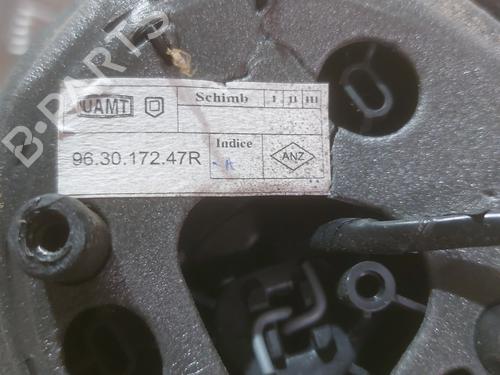 B-PARTS
UAMT Schimb I II III
96.30.172.47R
Indice
A
ANZ